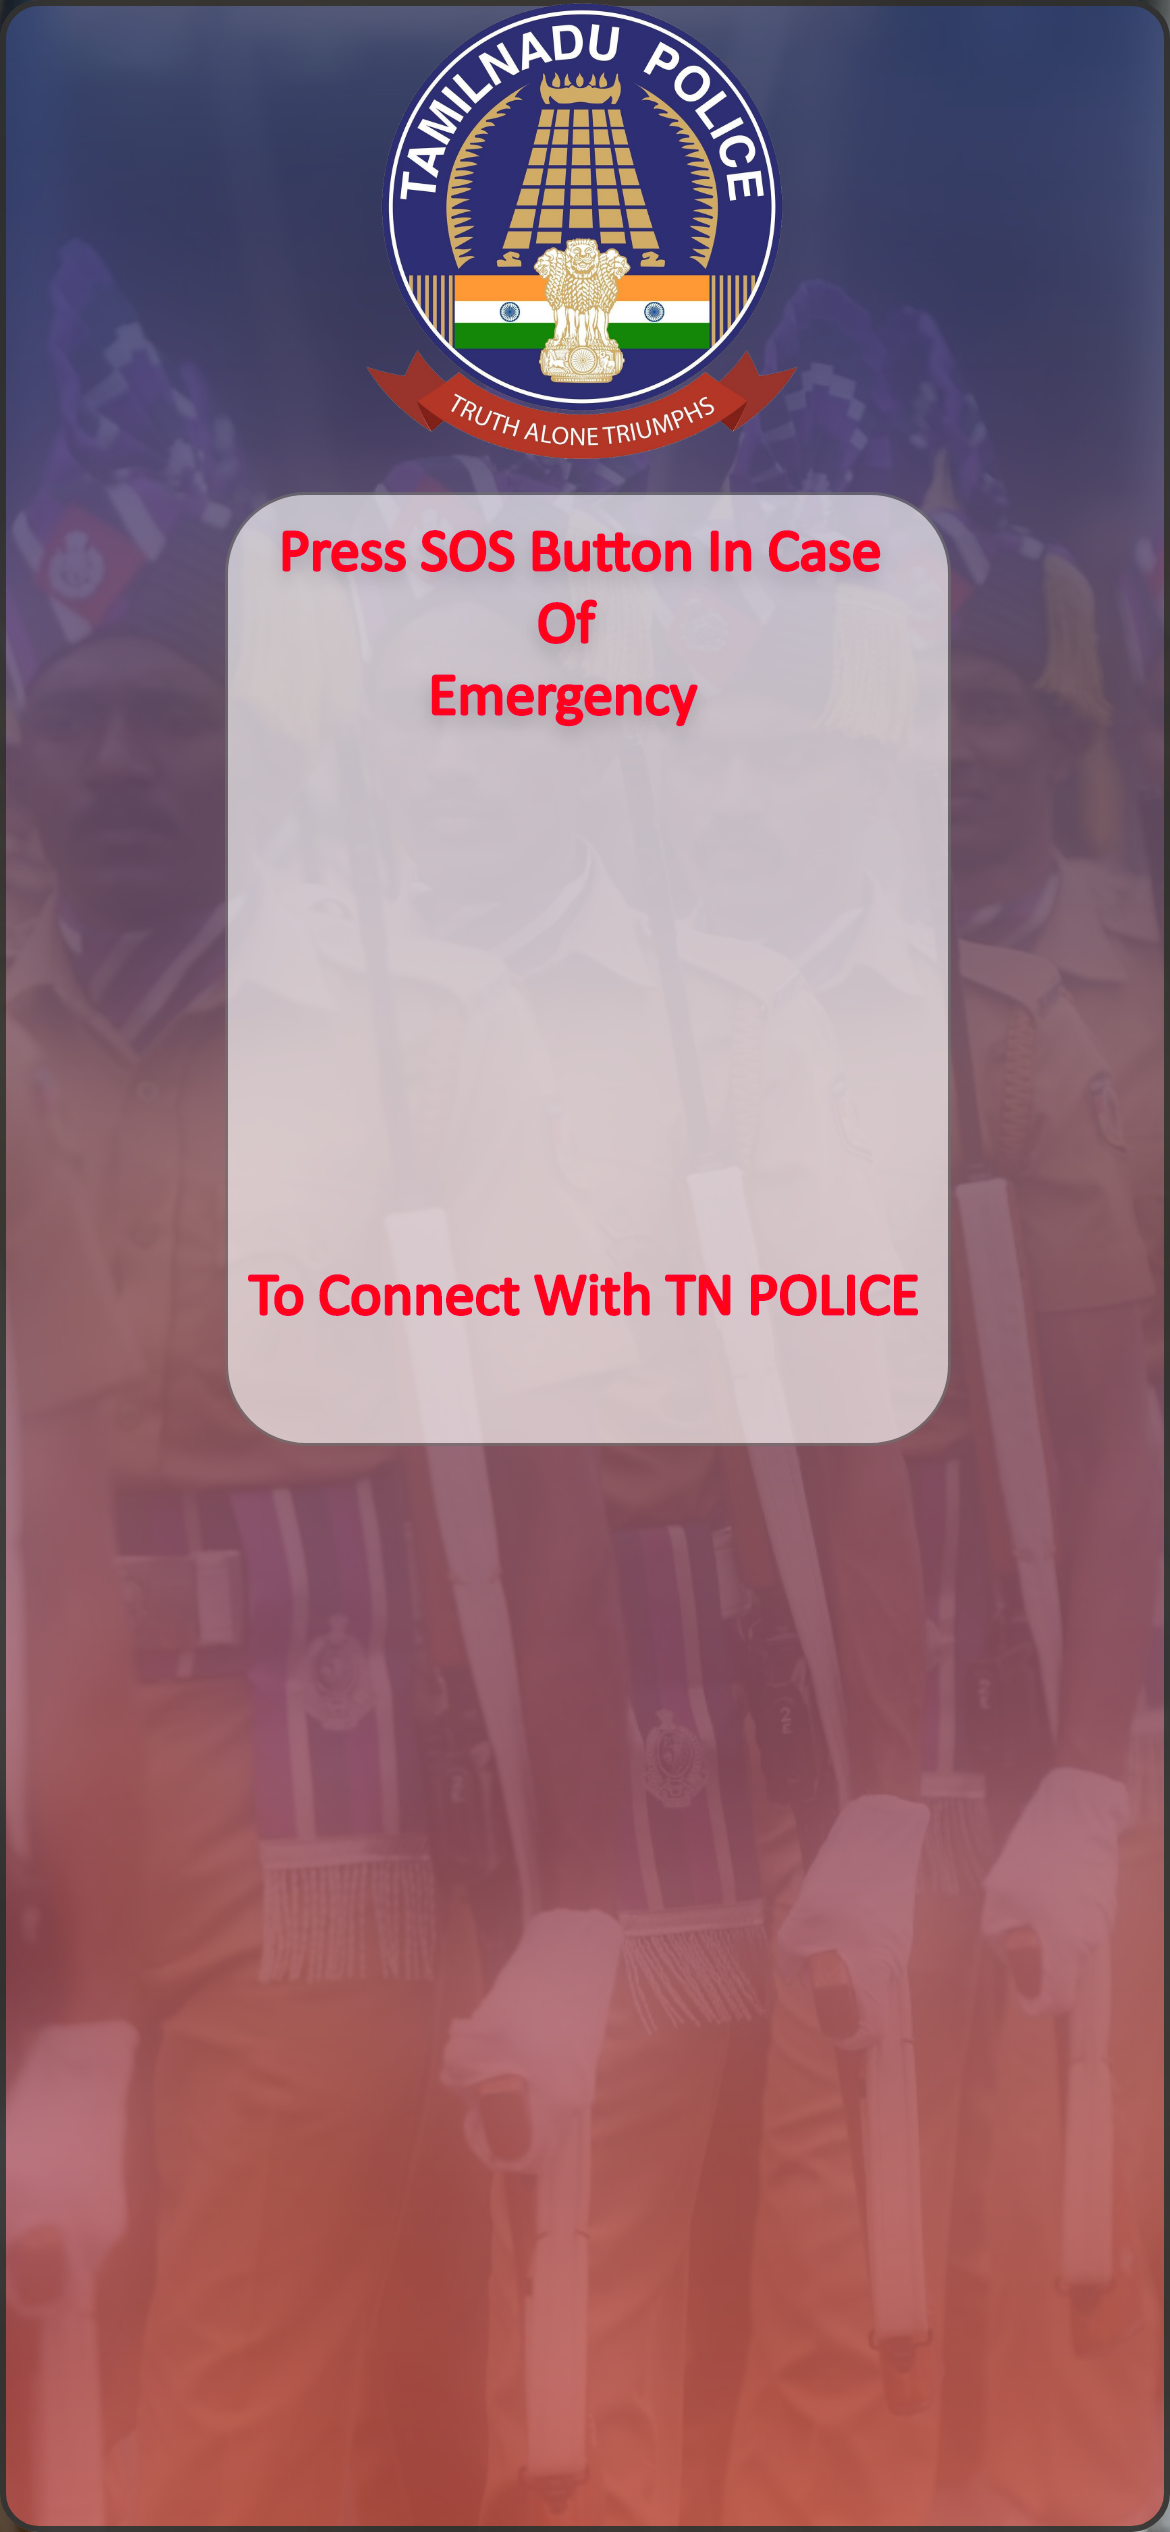 TAMILNADU POLICE
TRUTH ALONE TRIUMPHS
Press SOS Button In Case
Of
Emergency
To Connect With TN POLICE